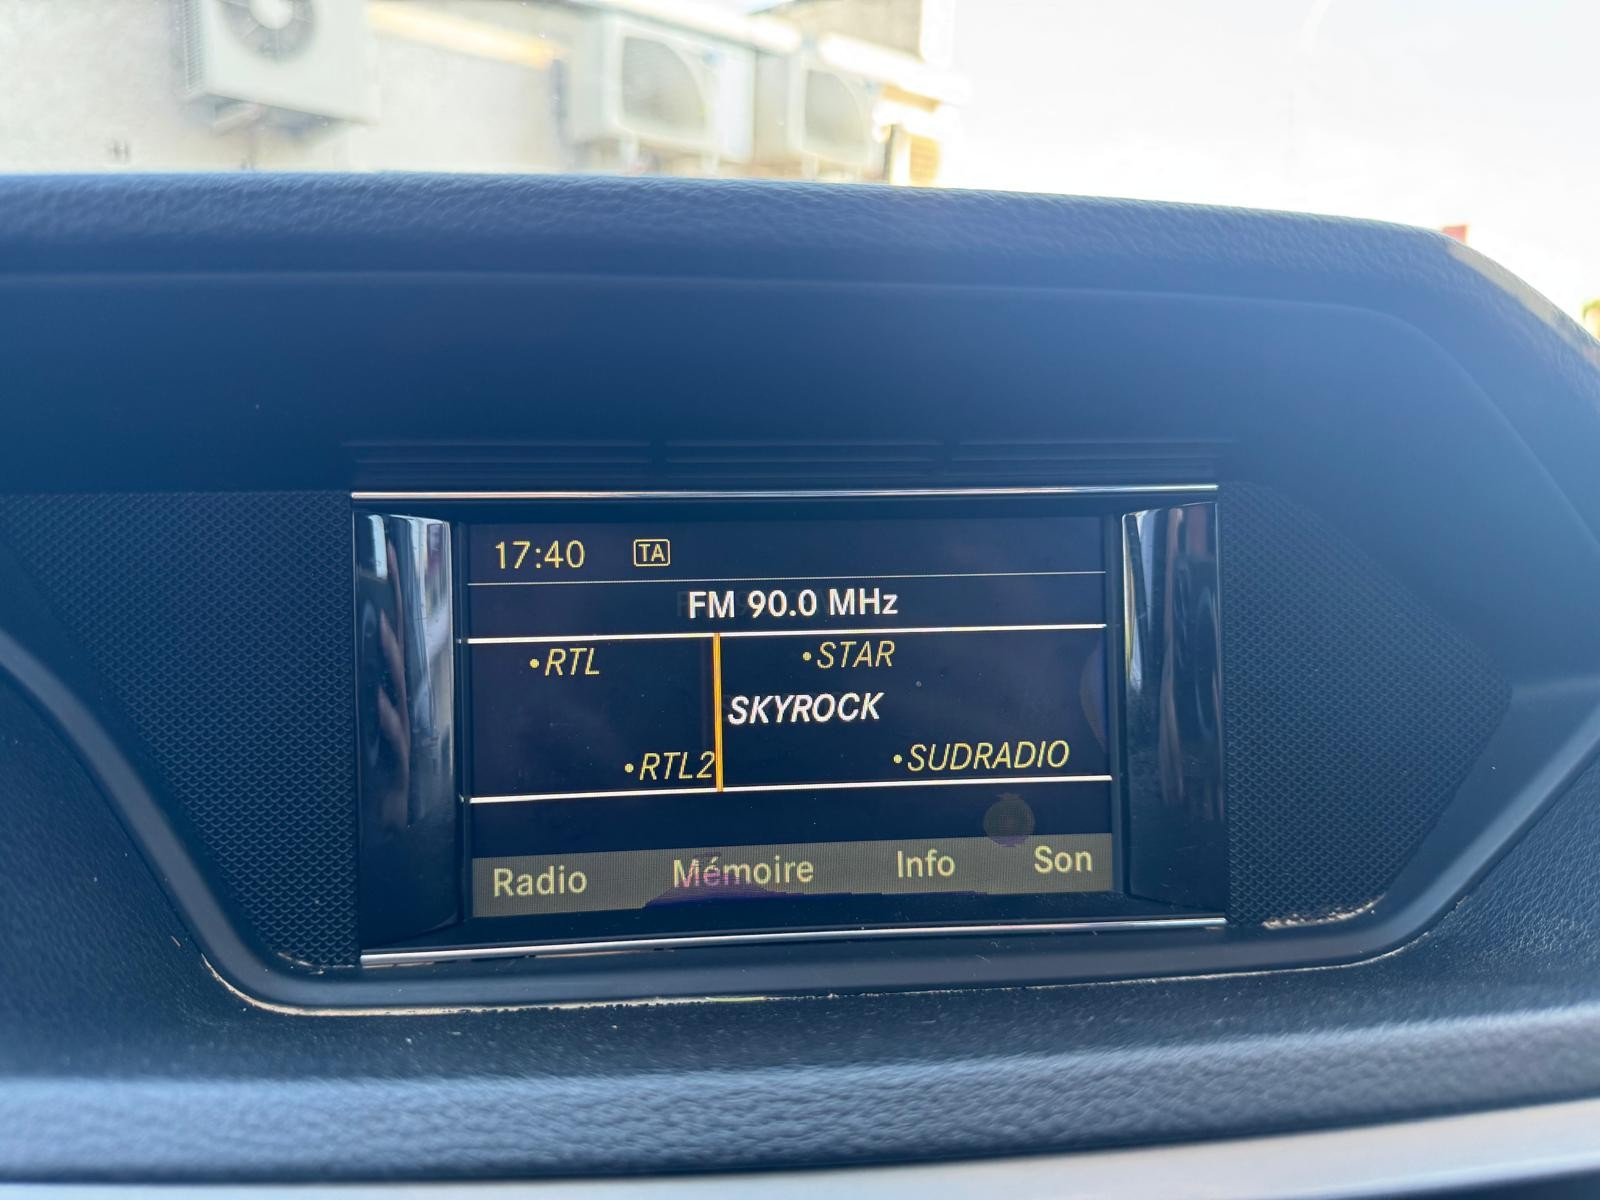 17:40 TA
FM 90.0 MHz
•RTL •STAR
SKYROCK
•RTL2 •SUDRADIO
Radio Mémoire Info Son